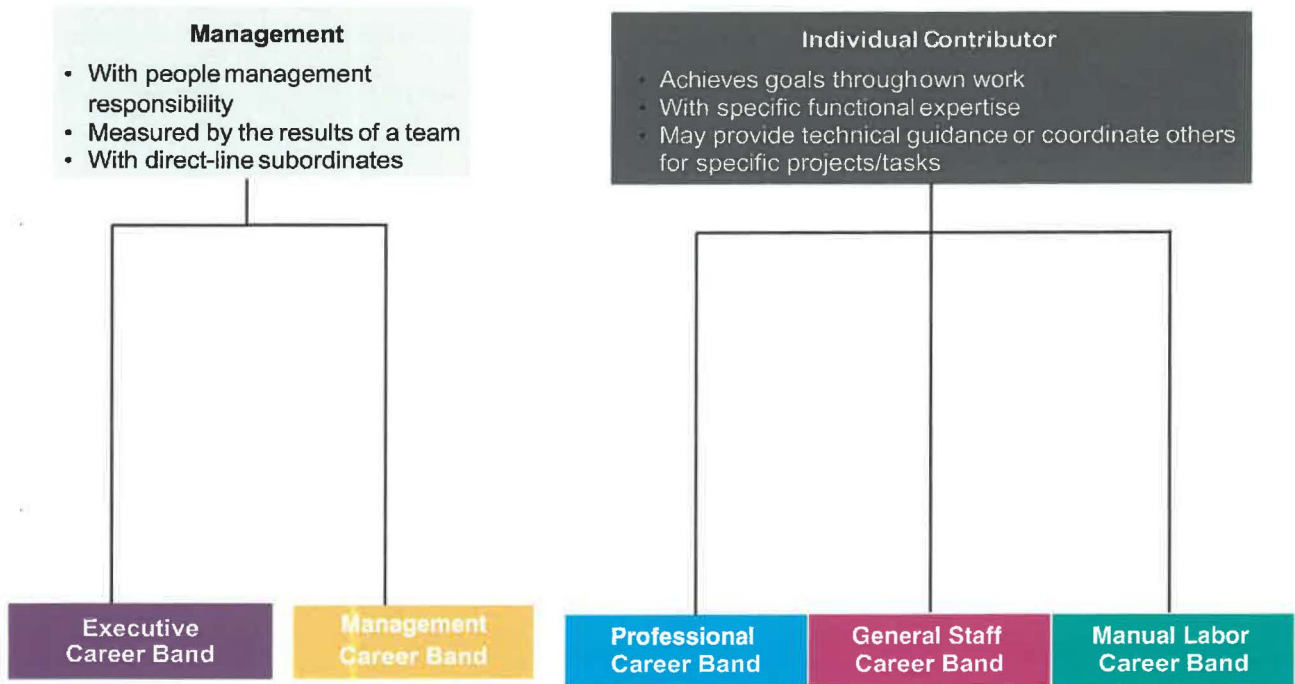 Management
• With people management
responsibility
• Measured by the results of a team
• With direct-line subordinates
Individual Contributor
• Achieves goals throughown work
• With specific functional expertise
• May provide technical guidance or coordinate others
for specific projects/tasks
Executive
Career Band
Management
Career Band
Professional
Career Band
General Staff
Career Band
Manual Labor
Career Band